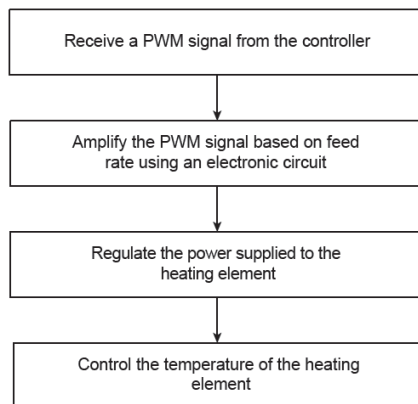 Receive a PWM signal from the controller
Amplify the PWM signal based on feed
rate using an electronic circuit
Regulate the power supplied to the
heating element
Control the temperature of the heating
element